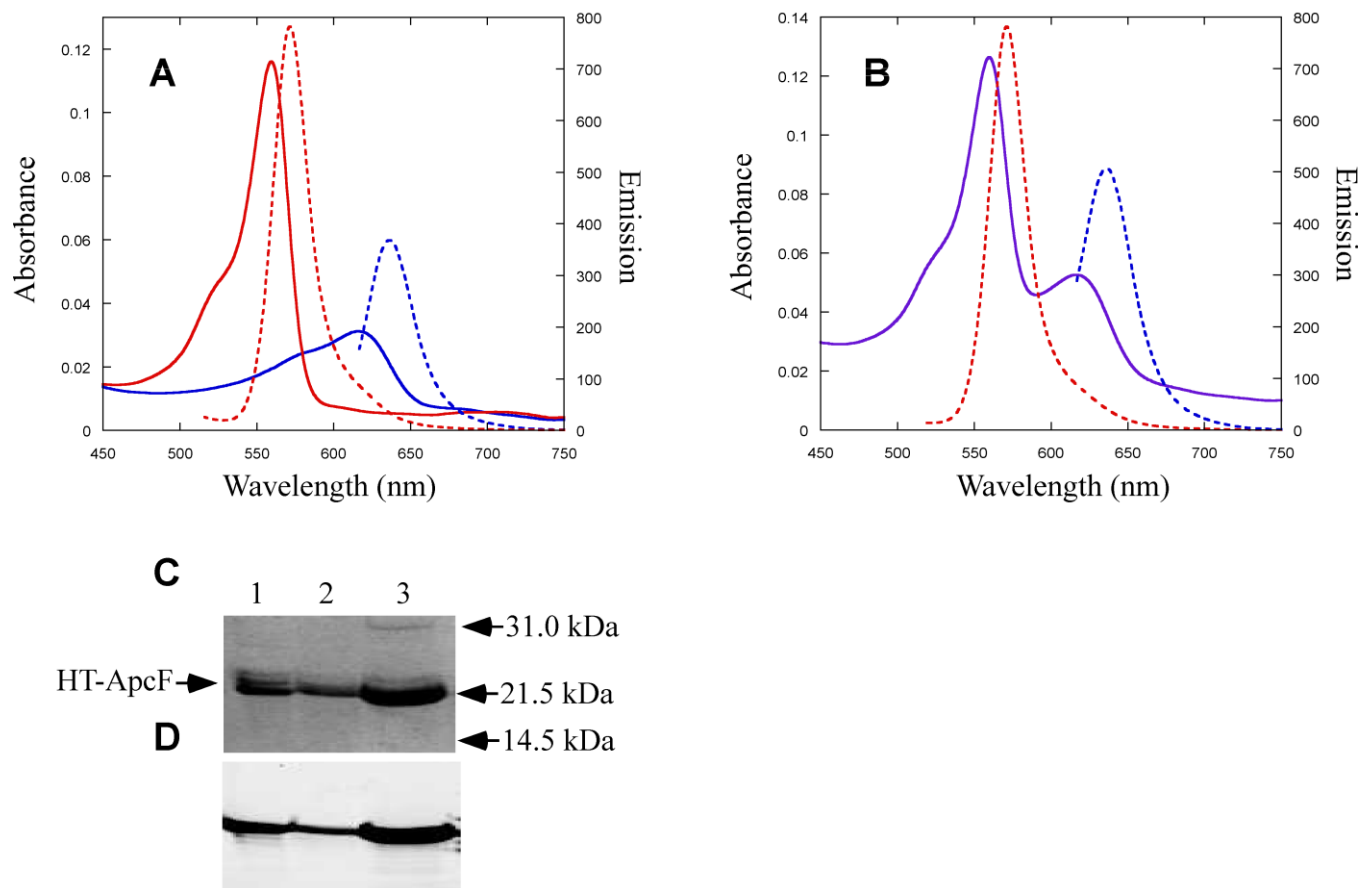 A
0.12
0.1
0.08
0.06
0.04
0.02
0
Absorbance
800
700
600
500
400
300
200
100
0
Emission
450 500 550 600 650 700 750
Wavelength (nm)
B
0.14
0.12
0.1
0.08
0.06
0.04
0.02
0
Absorbance
800
700
600
500
400
300
200
100
0
Emission
450 500 550 600 650 700 750
Wavelength (nm)
C
1 2 3
31.0 kDa
HT-ApcF
21.5 kDa
14.5 kDa
D